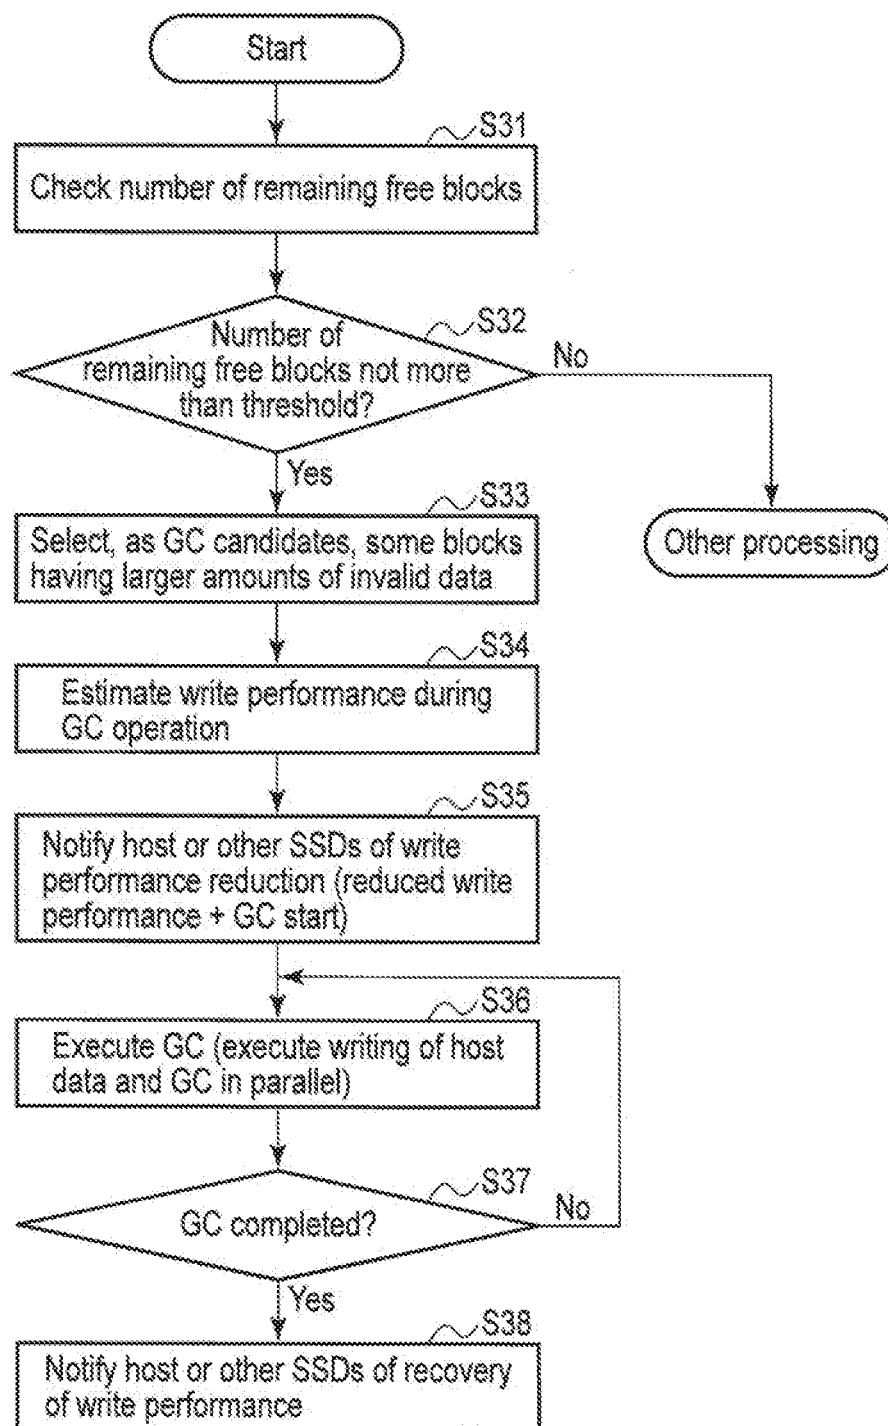 Start
S31
Check number of remaining free blocks
S32
Number of
remaining free blocks not more
than threshold?
No
Yes
S33
Select, as GC candidates, some blocks
having larger amounts of invalid data
Other processing
S34
Estimate write performance during
GC operation
S35
Notify host or other SSDs of write
performance reduction (reduced write
performance + GC start)
S36
Execute GC (execute writing of host
data and GC in parallel)
S37
GC completed?
No
Yes
S38
Notify host or other SSDs of recovery
of write performance